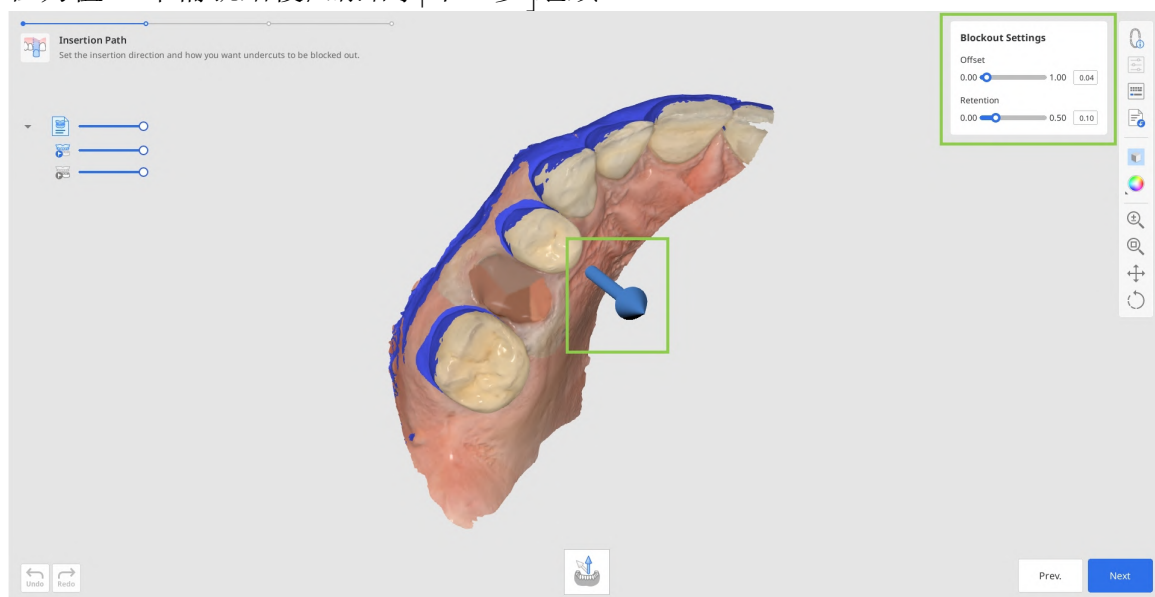 Insertion Path
Set the insertion direction and how you want undercuts to be blocked out.
Blockout Settings
Offset
0.00 1.00 0.04
Retention
0.00 0.50 0.10
Undo Redo
Prev. Next